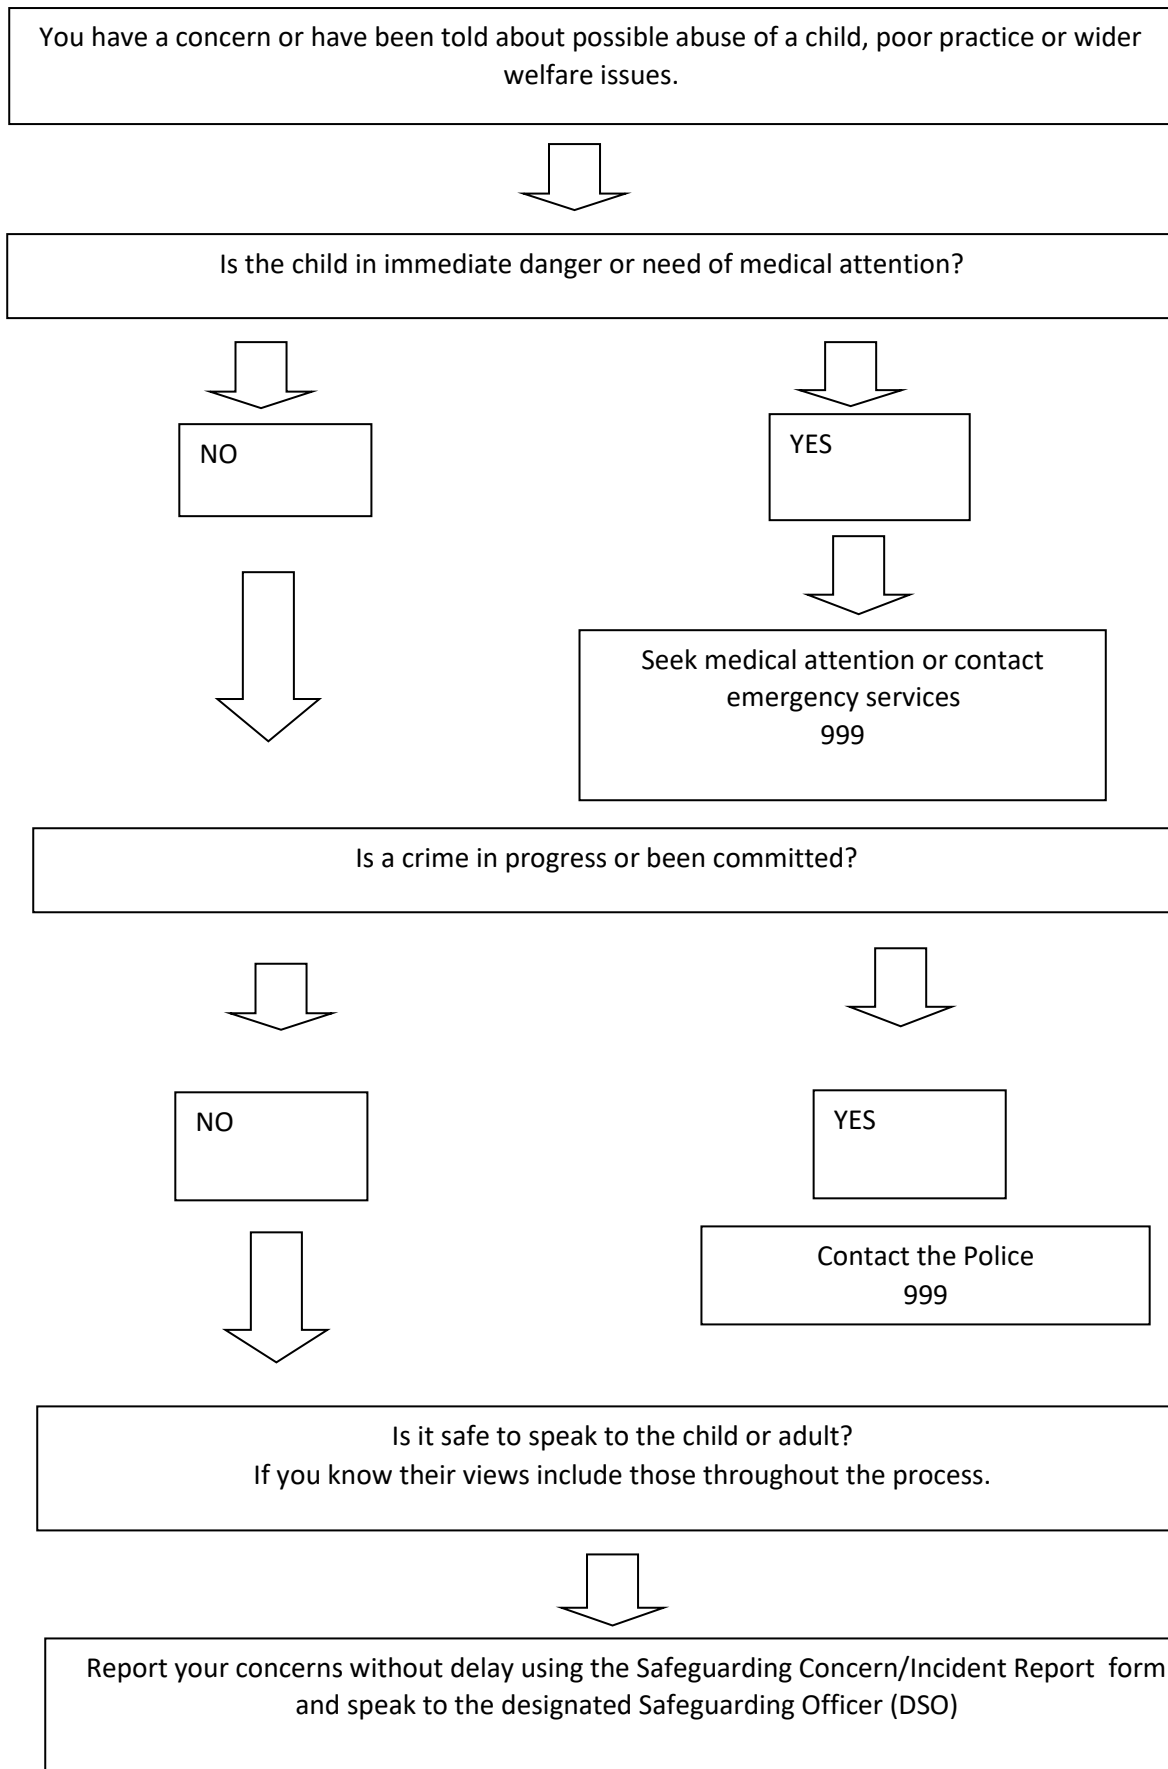 You have a concern or have been told about possible abuse of a child, poor practice or wider
welfare issues.
Is the child in immediate danger or need of medical attention?
NO
YES
Seek medical attention or contact
emergency services
999
Is a crime in progress or been committed?
NO
YES
Contact the Police
999
Is it safe to speak to the child or adult?
If you know their views include those throughout the process.
Report your concerns without delay using the Safeguarding Concern/Incident Report  form
and speak to the designated Safeguarding Officer (DSO)